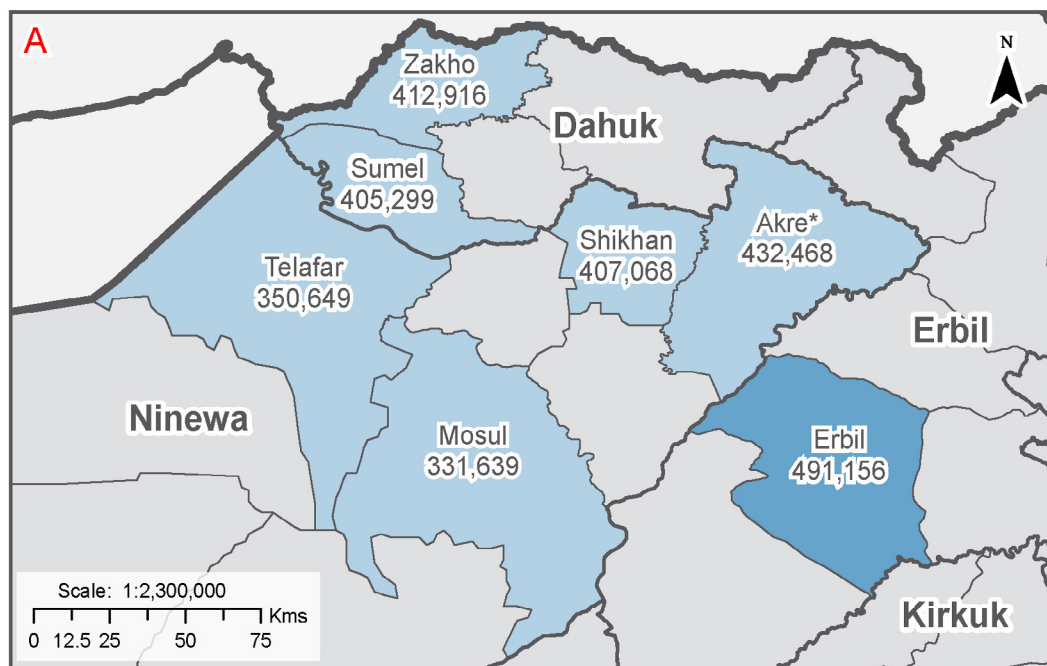 A
N
Zakho
412,916
Dahuk
Sumel
405,299
Shikhan
407,068
Akre*
432,468
Telafar
350,649
Erbil
Ninewa
Mosul
331,639
Erbil
491,156
Scale: 1:2,300,000
Kms
0 12.5 25 50 75
Kirkuk